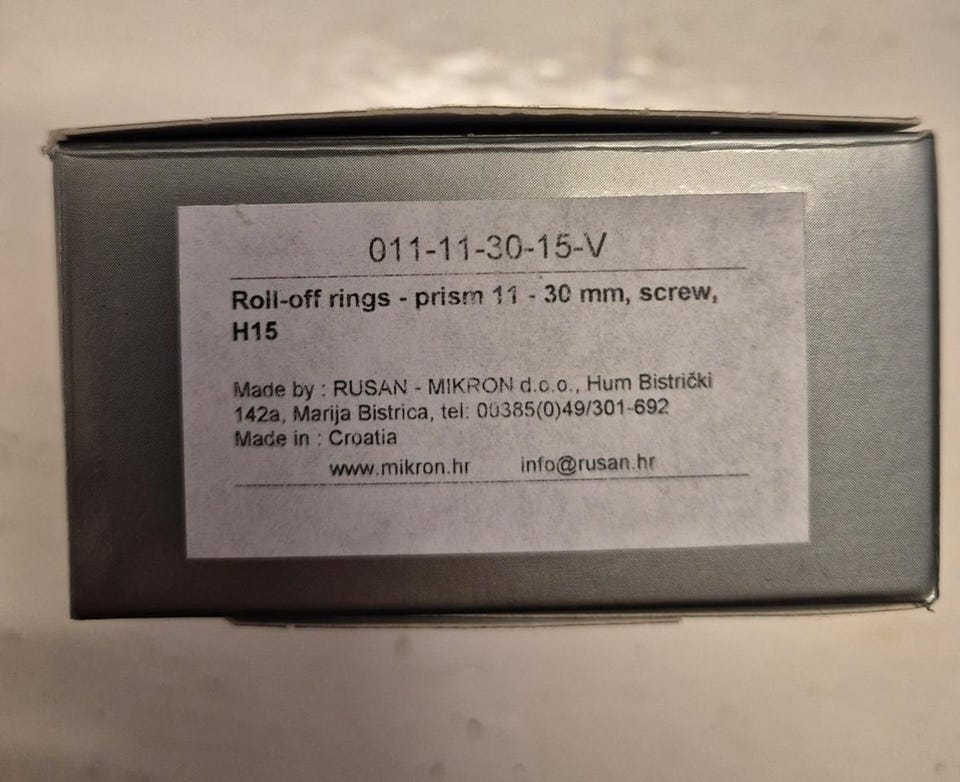 011-11-30-15-V
Roll-off rings - prism 11 - 30 mm, screw,
H15
Made by : RUSAN - MIKRON d.o.o., Hum Bistrički
142a, Marija Bistrica, tel: 00385(0)49/301-692
Made in : Croatia
www.mikron.hr info@rusan.hr